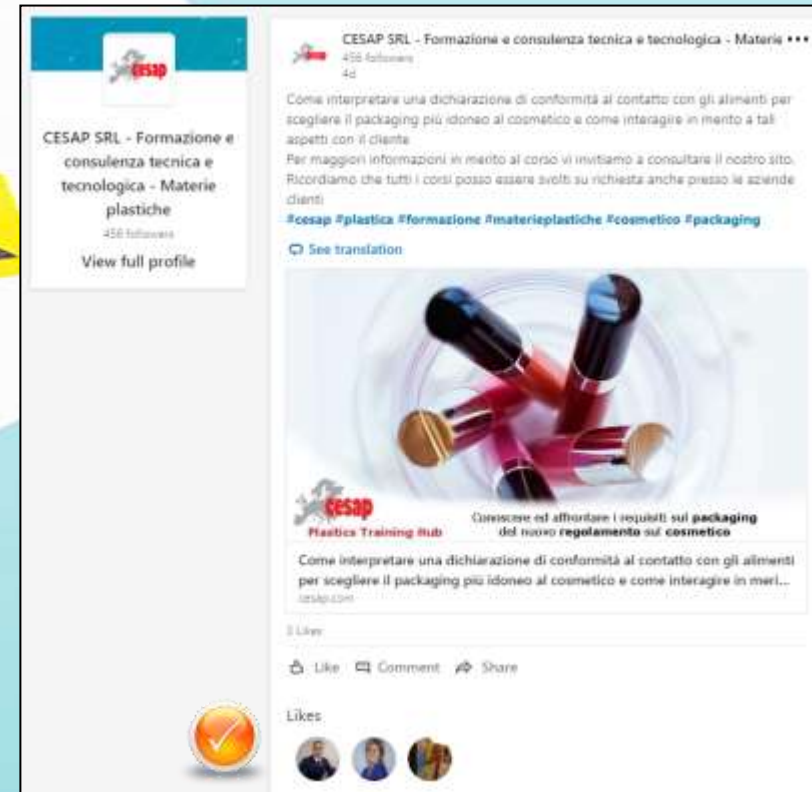 cesap
CESAP SRL - Formazione e
consulenza tecnica e
tecnologica - Materie
plastiche
456 followers
View full profile
CESAP SRL - Formazione e consulenza tecnica e tecnologica - Materie •••
456 followers
4d
Come interpretare una dichiarazione di conformità al contatto con gli alimenti per
scegliere il packaging più idoneo al cosmetico e come interagire in merito a tali
aspetti con il cliente
Per maggiori informazioni in merito al corso vi invitiamo a consultare il nostro sito.
Ricordiamo che tutti i corsi posso essere svolti su richiesta anche presso le aziende
clienti
#cesap #plastica #formazione #materieplastiche #cosmetico #packaging
See translation
cesap
Plastics Training Hub
Conoscere ed affrontare i requisiti sul packaging
del nuovo regolamento sul cosmetico
Come interpretare una dichiarazione di conformità al contatto con gli alimenti
per scegliere il packaging più idoneo al cosmetico e come interagire in meri...
cesap.com
3 Likes
Like Comment Share
Likes